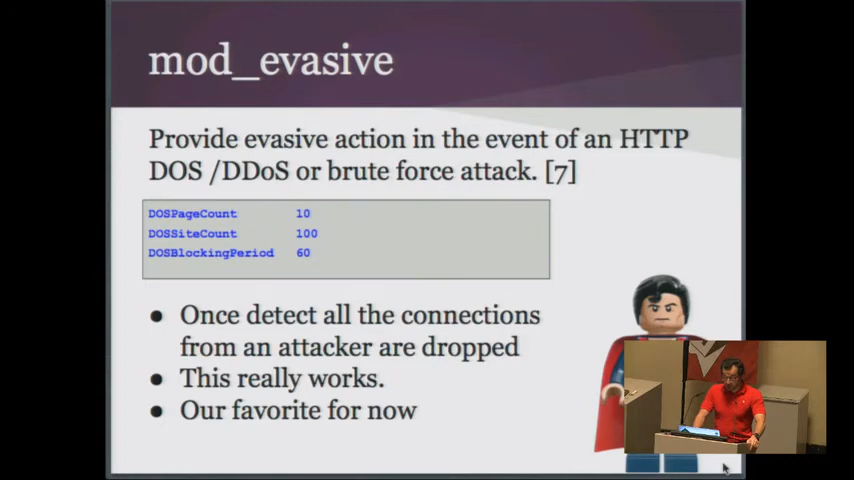 mod_evasive
Provide evasive action in the event of an HTTP
DOS /DDoS or brute force attack. [7]
DOSPageCount 10
DOSSiteCount 100
DOSBlockingPeriod 60
● Once detect all the connections
from an attacker are dropped
● This really works.
● Our favorite for now